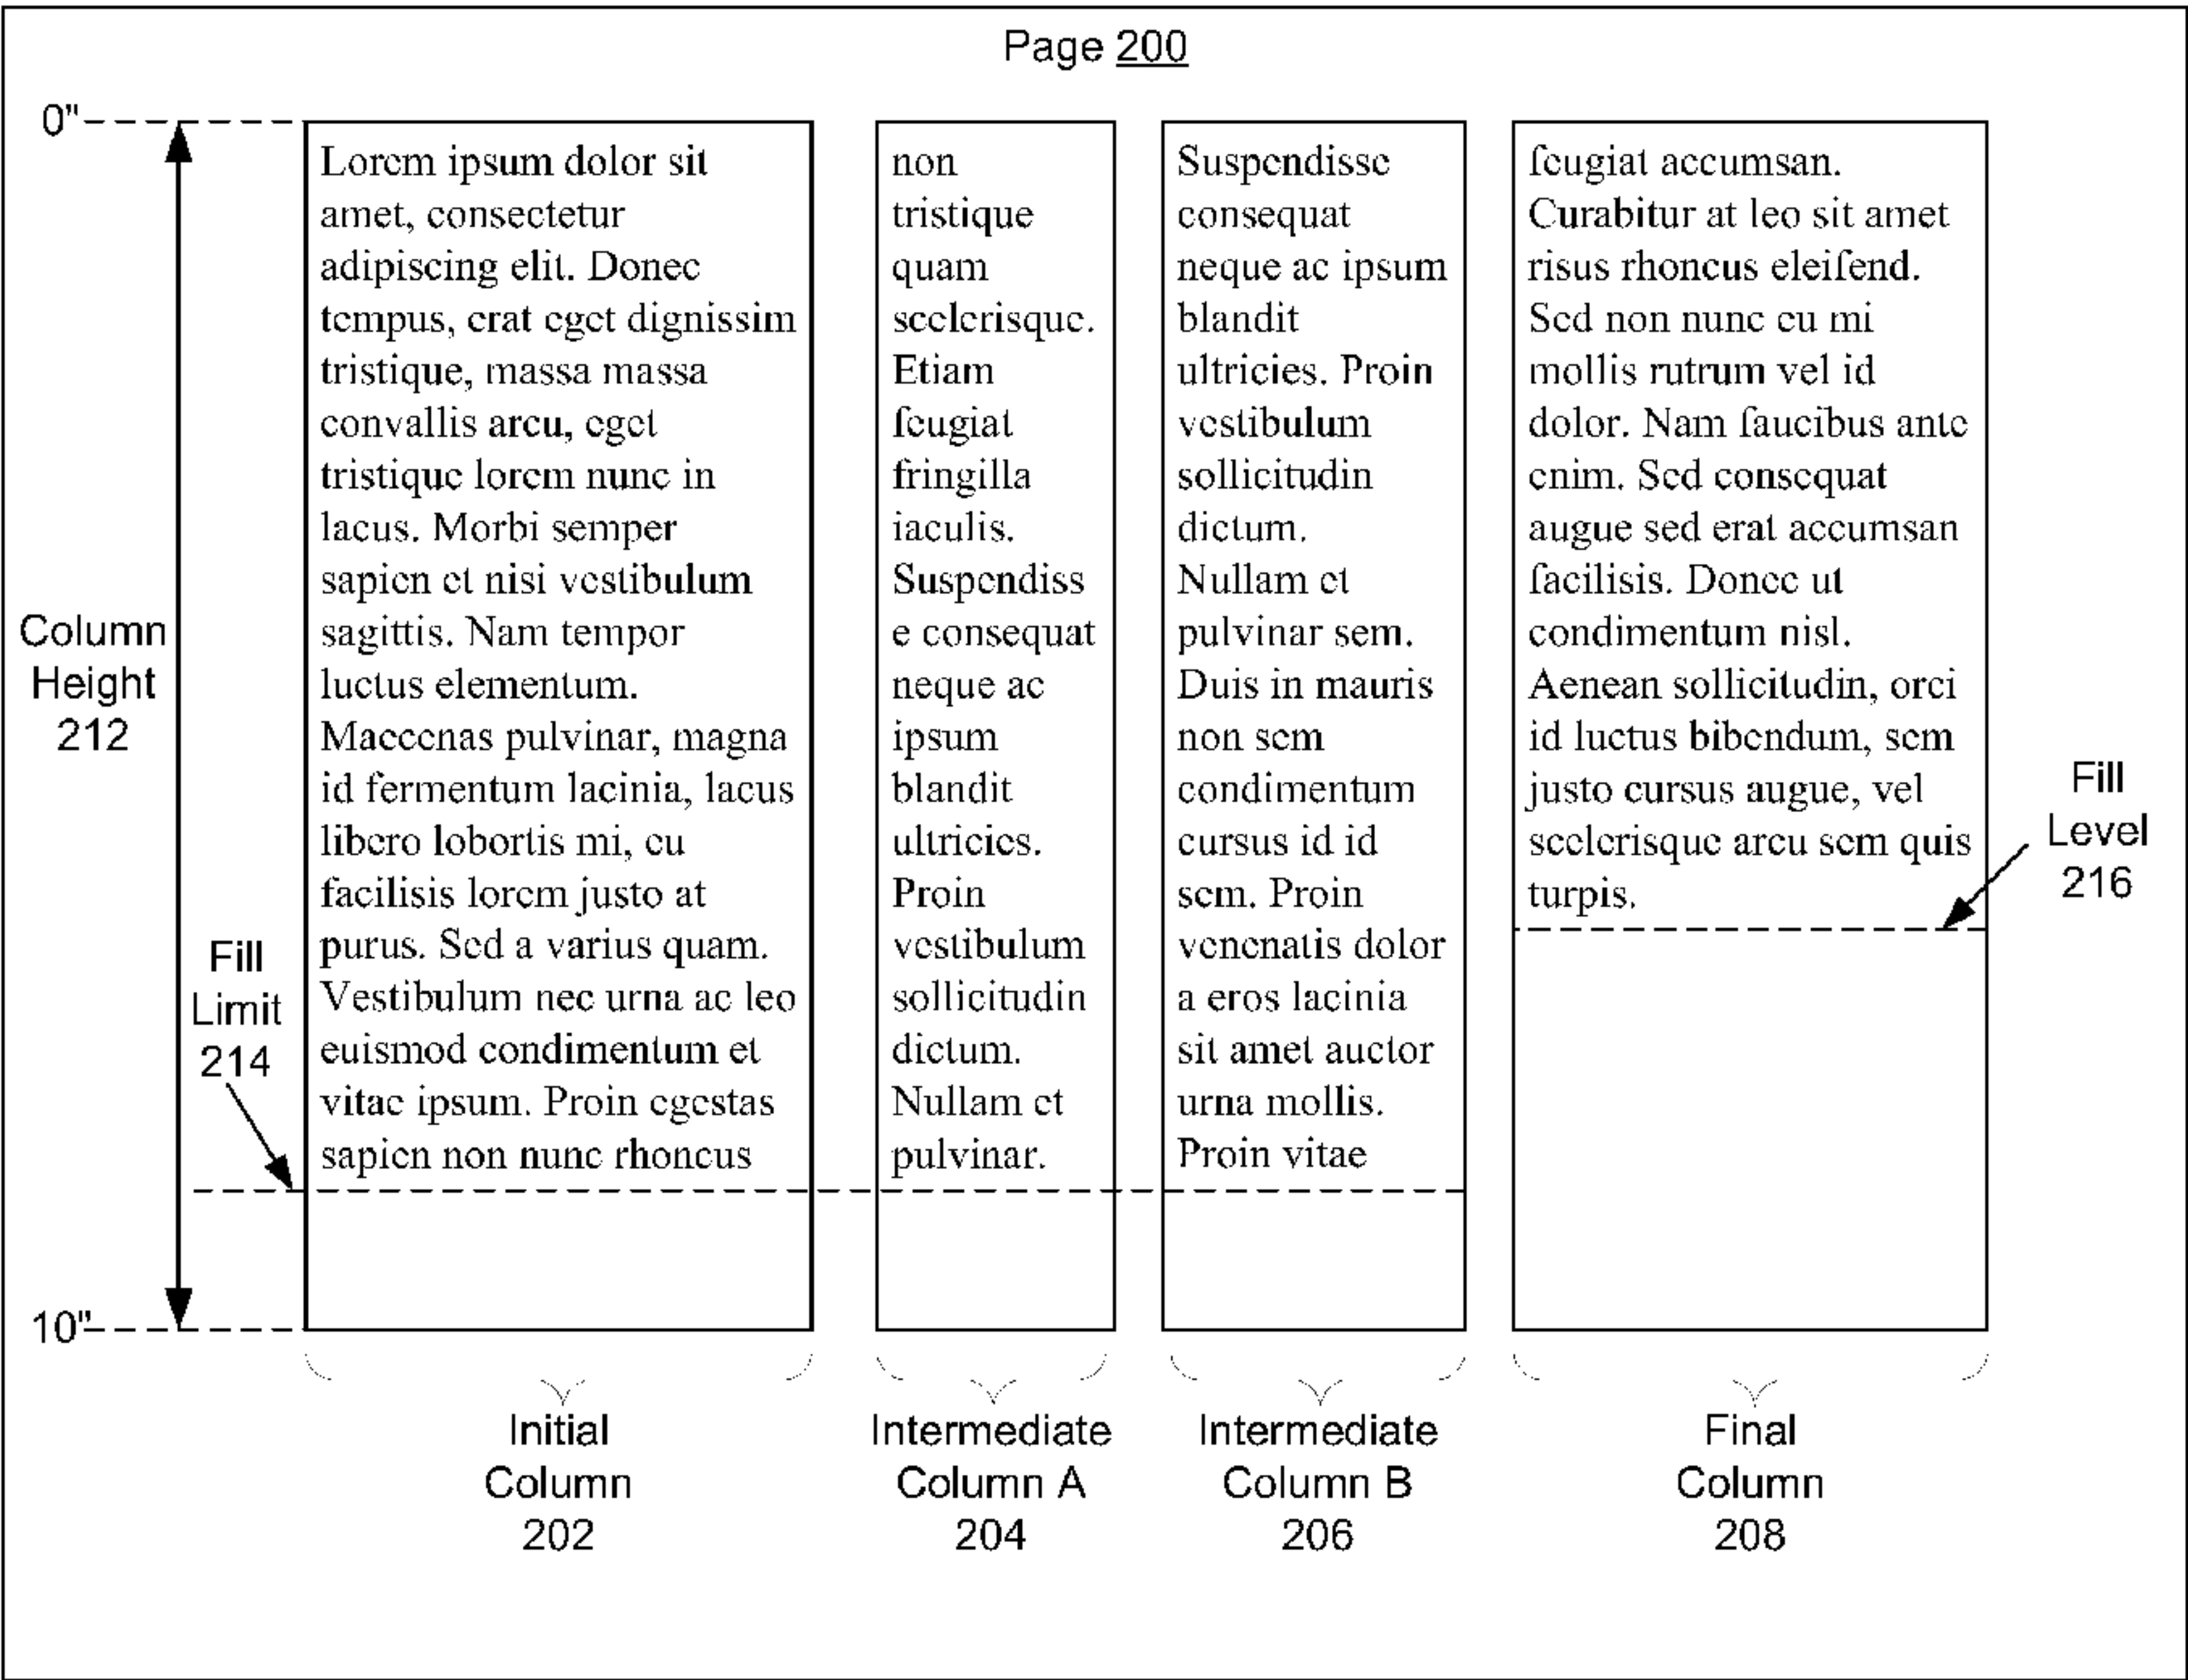 Page 200
0"
Lorem ipsum dolor sit
amet, consectetur
adipiscing elit. Donec
tempus, erat eget dignissim
tristique, massa massa
convallis arcu, eget
tristique lorem nunc in
lacus. Morbi semper
sapien et nisi vestibulum
sagittis. Nam tempor
luctus elementum.
Maecenas pulvinar, magna
id fermentum lacinia, lacus
libero lobortis mi, eu
facilisis lorem justo at
purus. Sed a varius quam.
Vestibulum nec urna ac leo
euismod condimentum et
vitae ipsum. Proin egestas
sapien non nunc rhoncus
non
tristique
quam
scelerisque.
Etiam
feugiat
fringilla
iaculis.
Suspendiss
e consequat
neque ac
ipsum
blandit
ultricies.
Proin
vestibulum
sollicitudin
dictum.
Nullam et
pulvinar.
Suspendisse
consequat
neque ac ipsum
blandit
ultricies. Proin
vestibulum
sollicitudin
dictum.
Nullam et
pulvinar sem.
Duis in mauris
non sem
condimentum
cursus id id
sem. Proin
venenatis dolor
a eros lacinia
sit amet auctor
urna mollis.
Proin vitae
feugiat accumsan.
Curabitur at leo sit amet
risus rhoncus eleifend.
Sed non nunc eu mi
mollis rutrum vel id
dolor. Nam faucibus ante
enim. Sed consequat
augue sed erat accumsan
facilisis. Donec ut
condimentum nisl.
Aenean sollicitudin, orci
id luctus bibendum, sem
justo cursus augue, vel
scelerisque arcu sem quis
turpis.
Column
Height
212
Fill
Limit
214
Fill
Level
216
10"
Initial
Column
202
Intermediate
Column A
204
Intermediate
Column B
206
Final
Column
208